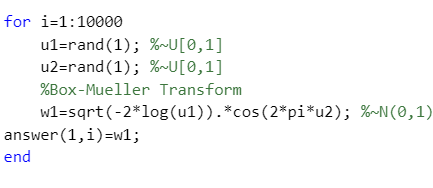 for i=1:10000
u1=rand(1); %~U[0,1]
u2=rand(1); %~U[0,1]
%Box-Mueller Transform
w1=sqrt(-2*log(u1)).*cos(2*pi*u2); %~N(0,1)
answer(1,i)=w1;
end